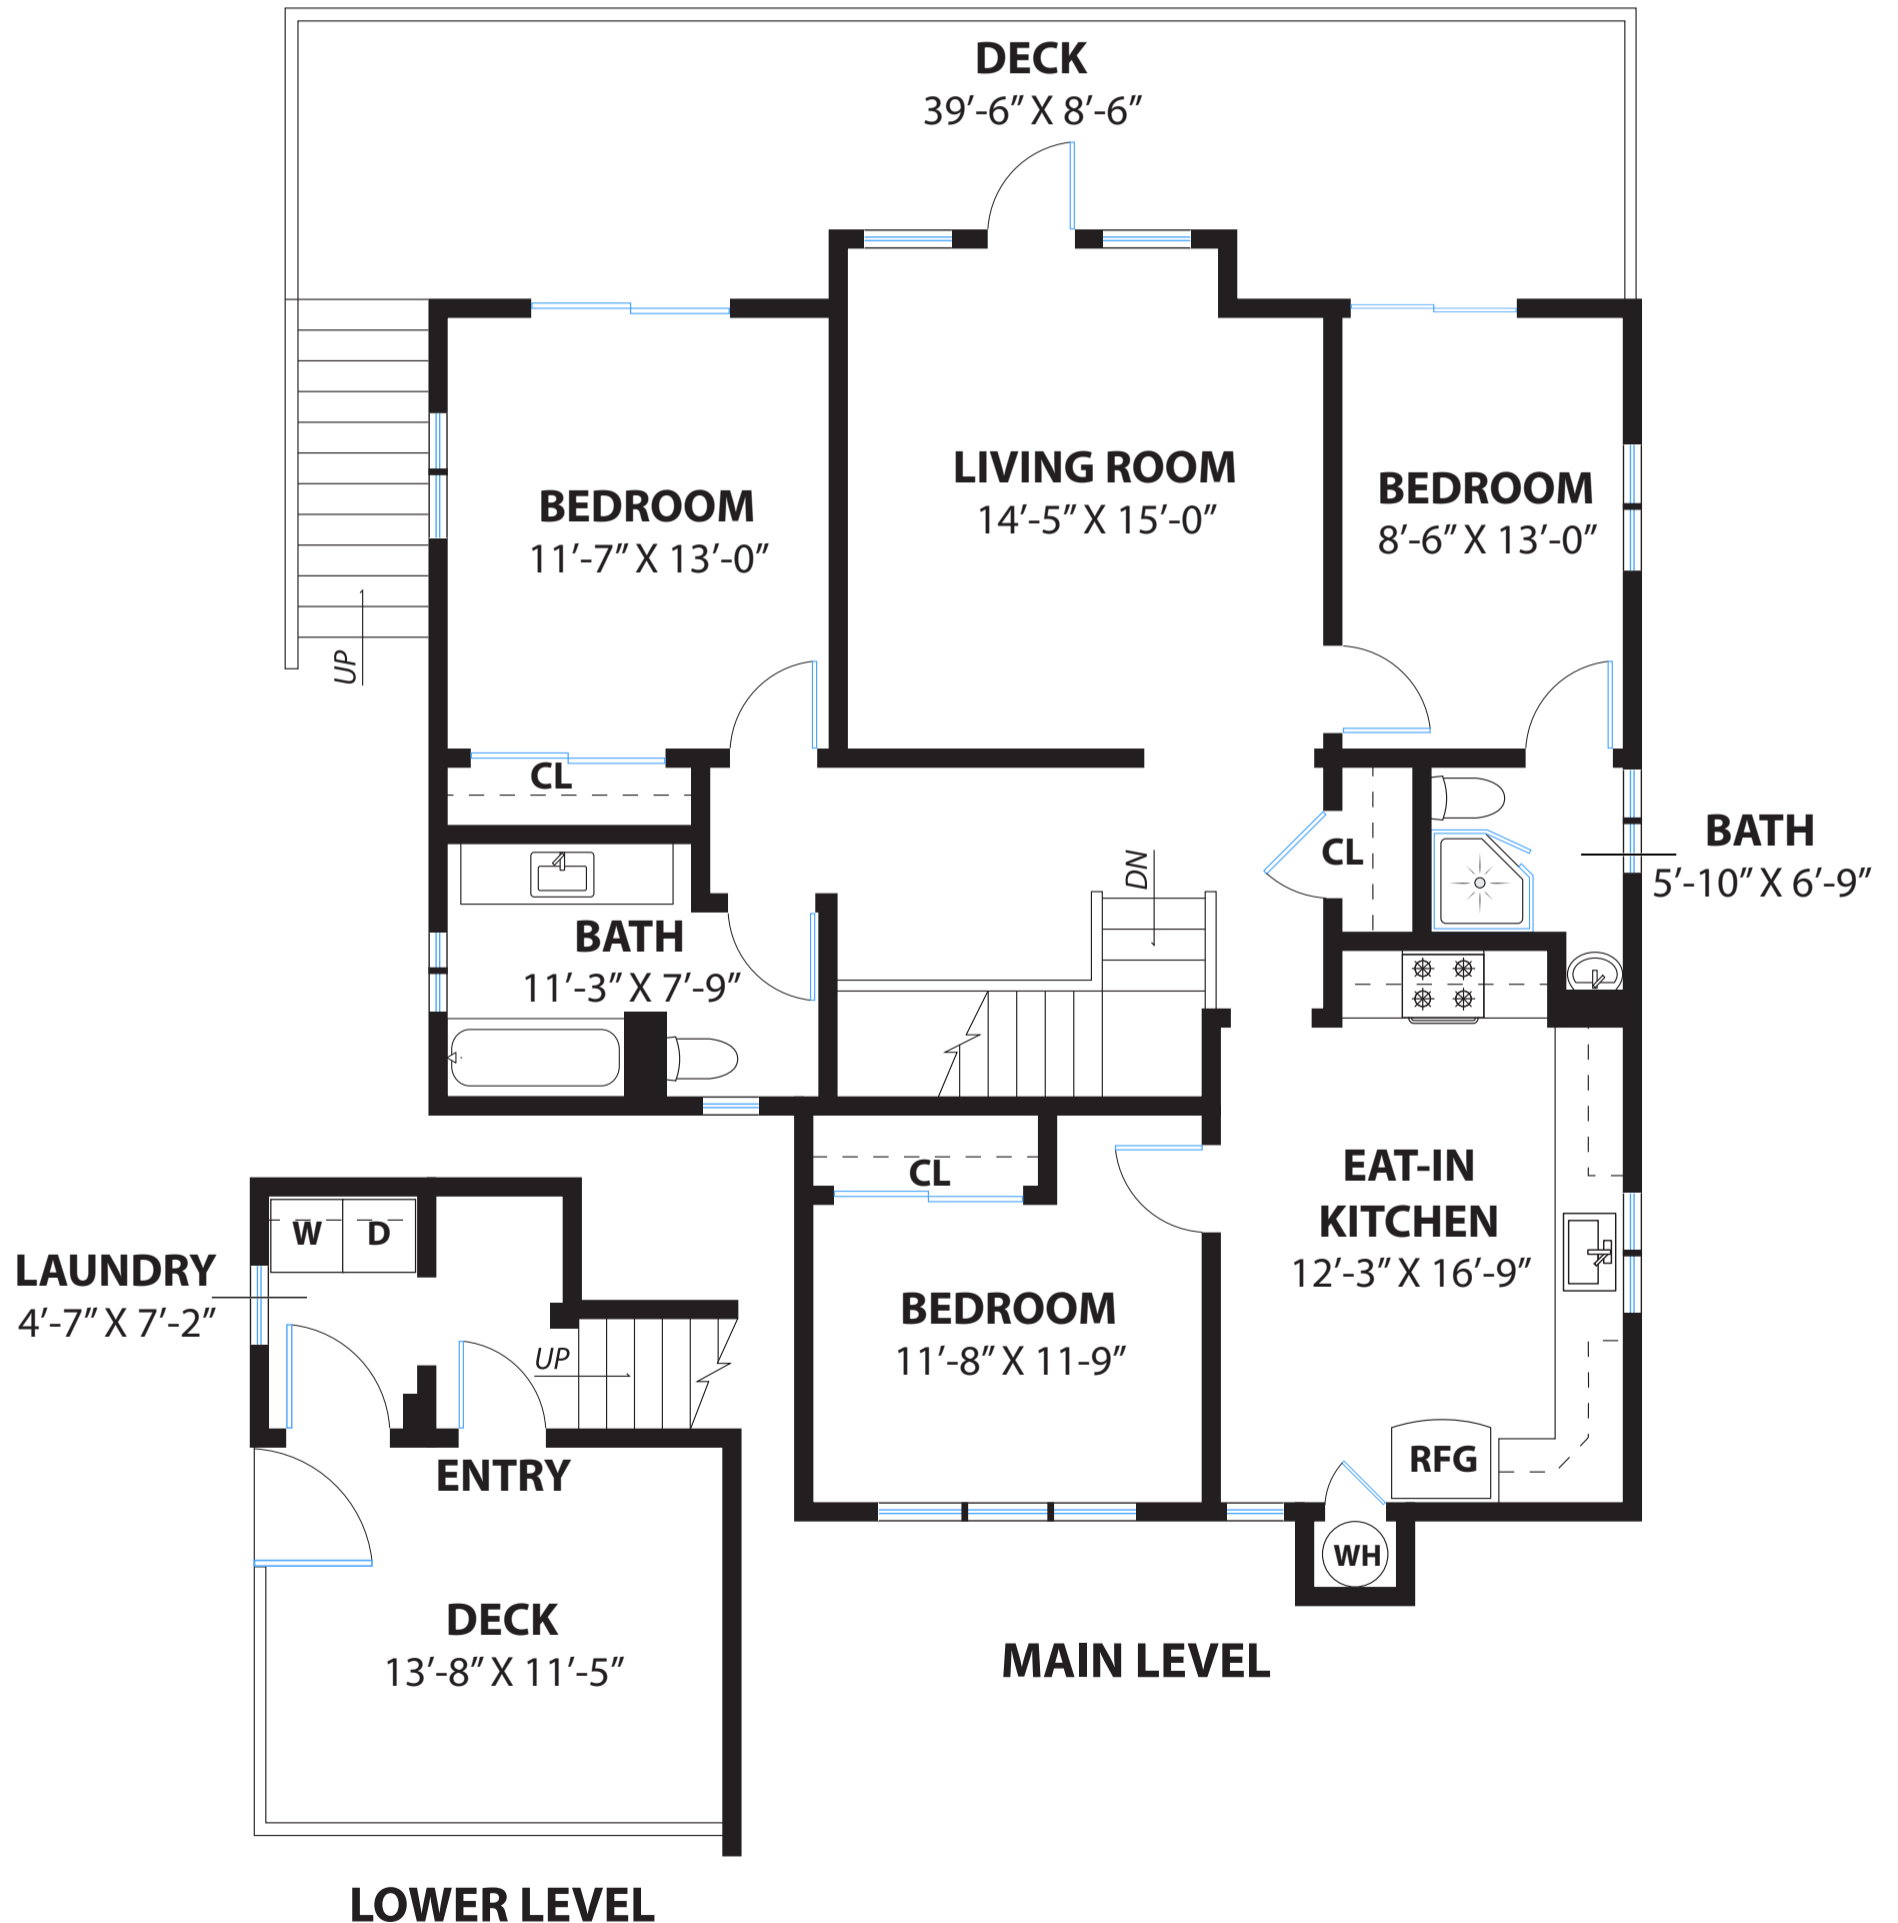 DECK
39’-6” X 8’-6”
LIVING ROOM
14’-5” X 15’-0”
BEDROOM
8’-6” X 13’-0”
BEDROOM
11’-7” X 13’-0”
UP
CL
BATH
5’-10” X 6’-9”
CL
DN
BATH
11’-3” X 7’-9”
CL
EAT-IN
KITCHEN
12’-3” X 16’-9”
W D
LAUNDRY
4’-7” X 7’-2”
BEDROOM
11’-8” X 11-9”
UP
RFG
ENTRY
WH
DECK
13’-8” X 11’-5”
MAIN LEVEL
LOWER LEVEL